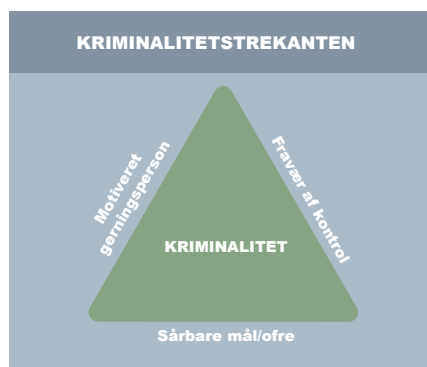 KRIMINALITETSTREKANTEN
Motiveret
gerningsperson
Fravær af kontrol
KRIMINALITET
Sårbare mål/ofre